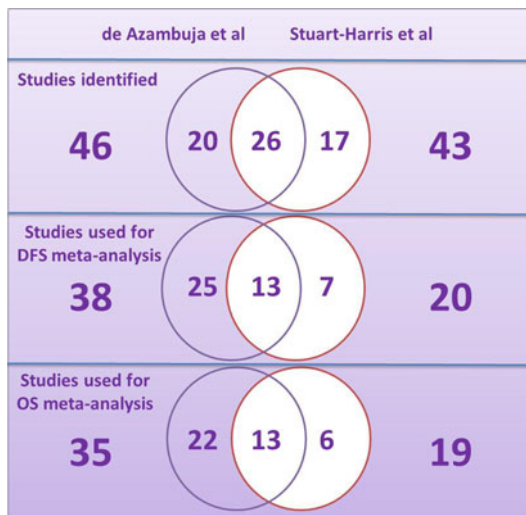 de Azambuja et al Stuart-Harris et al
Studies identified
46 20 26 17 43
Studies used for
DFS meta-analysis
38 25 13 7 20
Studies used for
OS meta-analysis
35 22 13 6 19